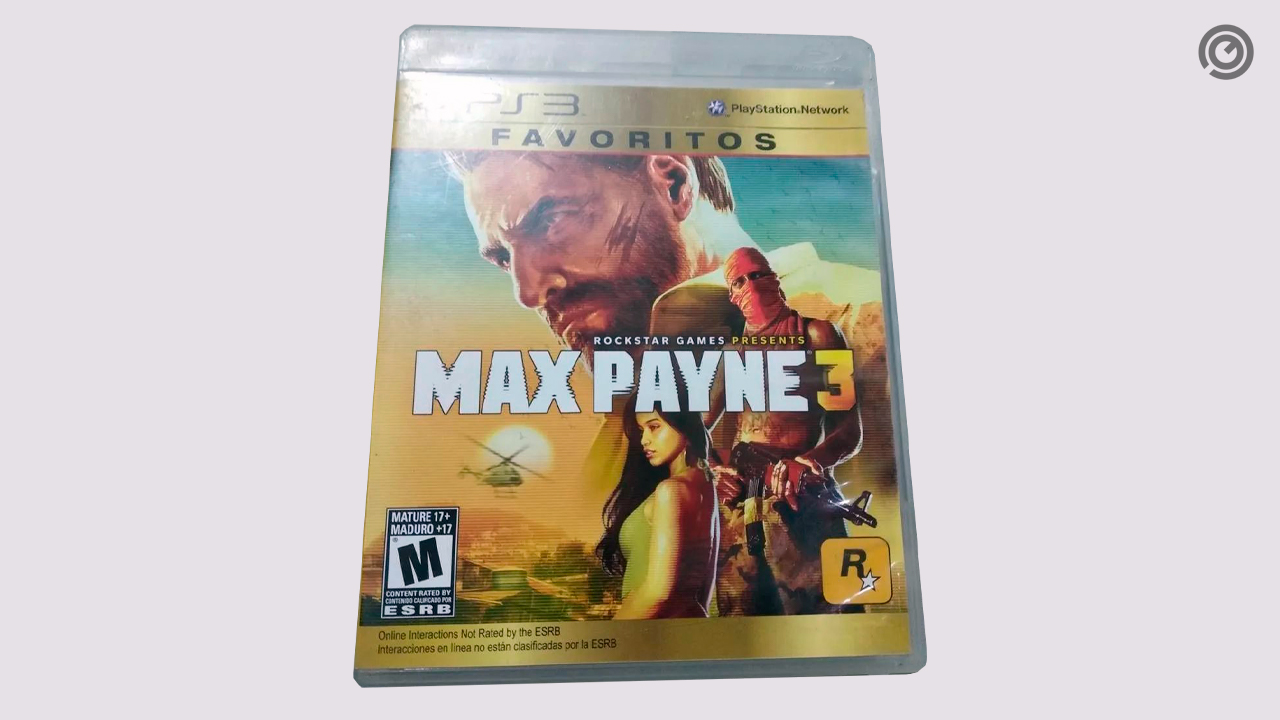 PS3
PlayStation Network
FAVORITOS
ROCKSTAR GAMES PRESENTS
MAX PAYNE 3
MATURE 17+
MADURO +17
M
CONTENT RATED BY
CONTENIDO CALIFICADO POR
ESRB
R
Online Interactions Not Rated by the ESRB
Interacciones en línea no están clasificadas por la ESRB